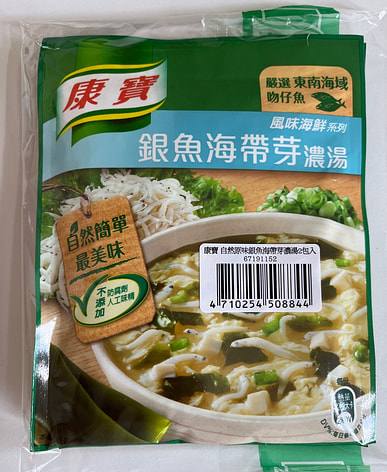 康寶
嚴選 東南海域
吻仔魚
風味海鮮系列
銀魚海帶芽濃湯
自然簡單
最美味
不添加
防腐劑
人工味精
康寶 自然原味銀魚海帶芽濃湯2包入
67191152
4 710254 508844
熱量